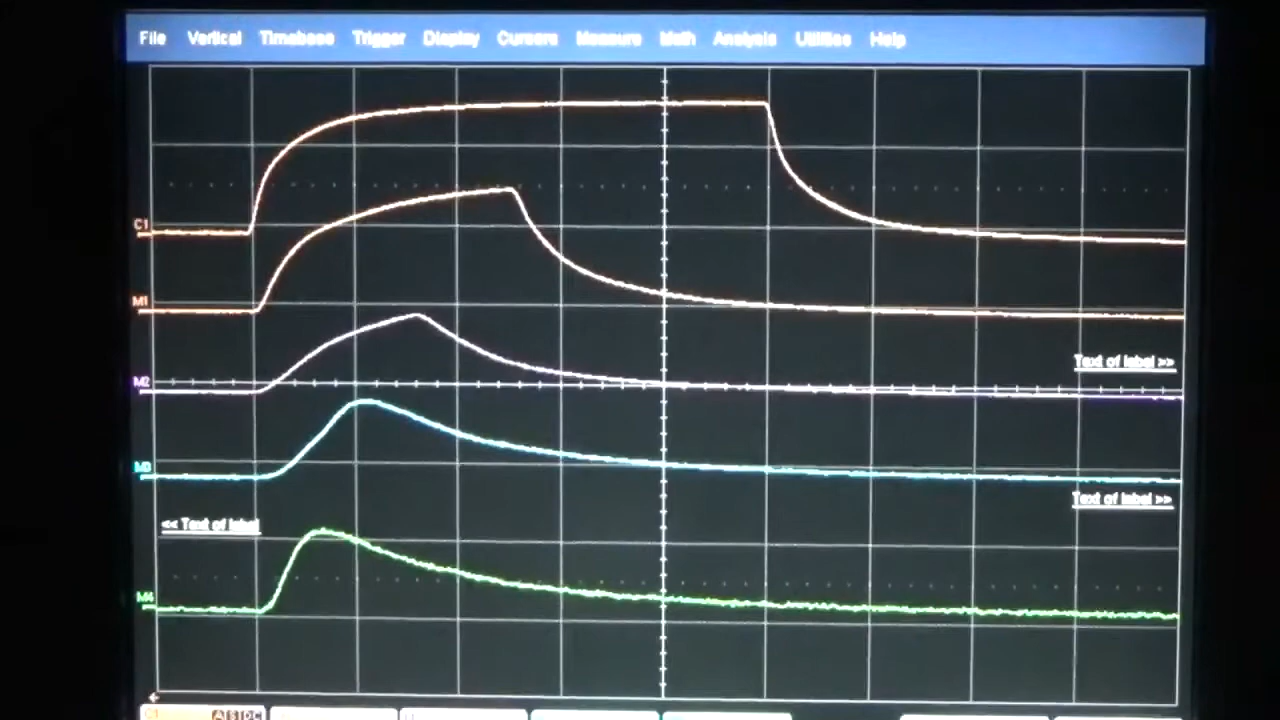 File Vertical Timebase Trigger Display Cursors Measure Math Analysis Utilities Help
C1
M1
Text of label >>
M2
M3
Text of label >>
<< Text of label
M4
C1